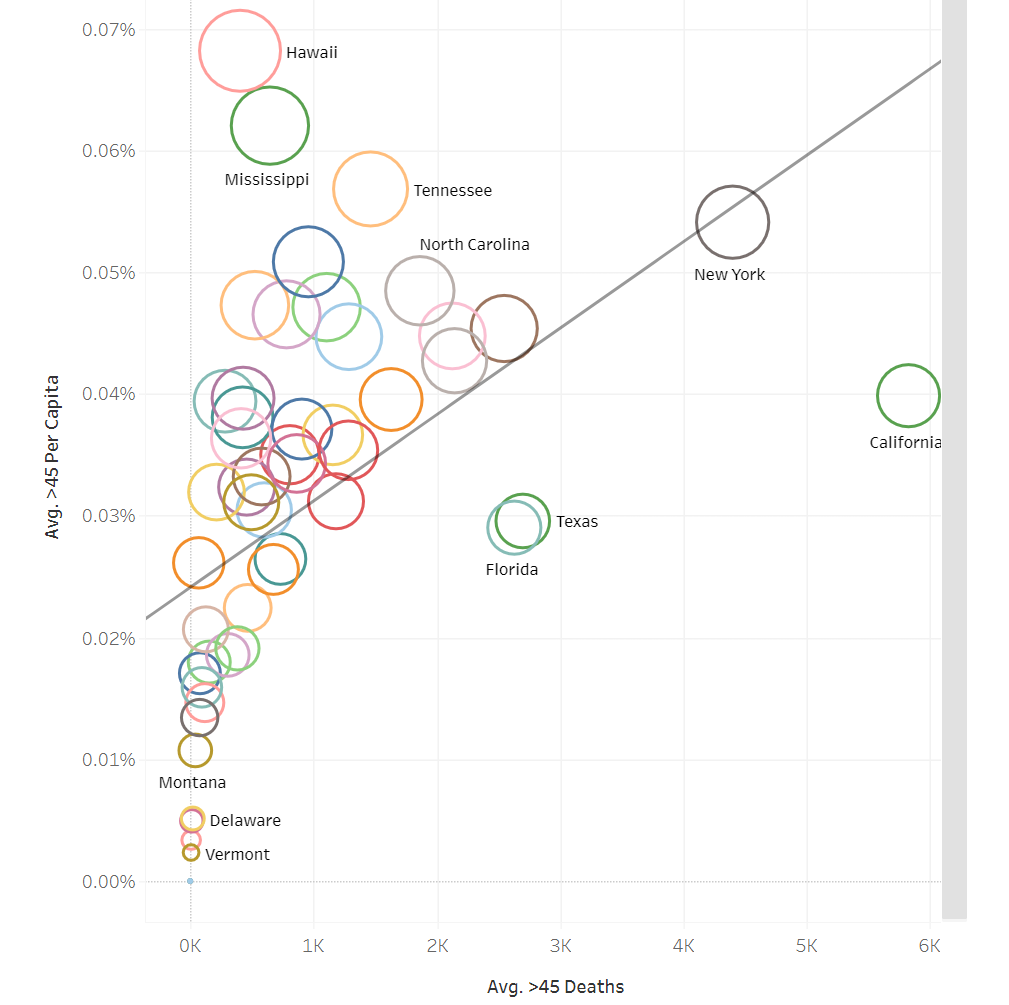 0.07%
Hawaii
0.06%
Mississippi
Tennessee
North Carolina
0.05%
New York
0.04%
California
Avg. >45 Per Capita
0.03%
Texas
Florida
0.02%
0.01%
Montana
Delaware
Vermont
0.00%
0K 1K 2K 3K 4K 5K 6K
Avg. >45 Deaths